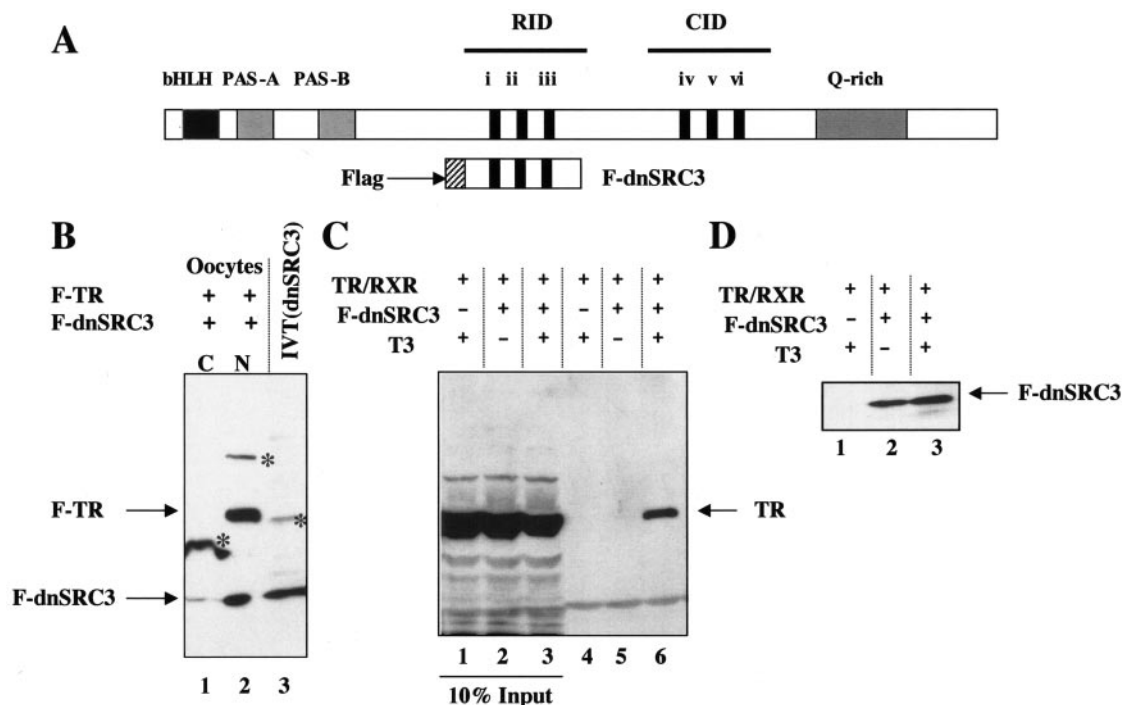 A
RID CID
bHLH PAS-A PAS-B i ii iii iv v vi Q-rich
Flag F-dnSRC3
B
Oocytes
IVT(dnSRC3)
F-TR + +
F-dnSRC3 + +
C N
* * *
F-TR
F-dnSRC3
1 2 3
C
TR/RXR + + + + + +
F-dnSRC3 – + + – + +
T3 + – + + – +
TR
1 2 3 4 5 6
10% Input
D
TR/RXR + + +
F-dnSRC3 – + +
T3 + – +
F-dnSRC3
1 2 3